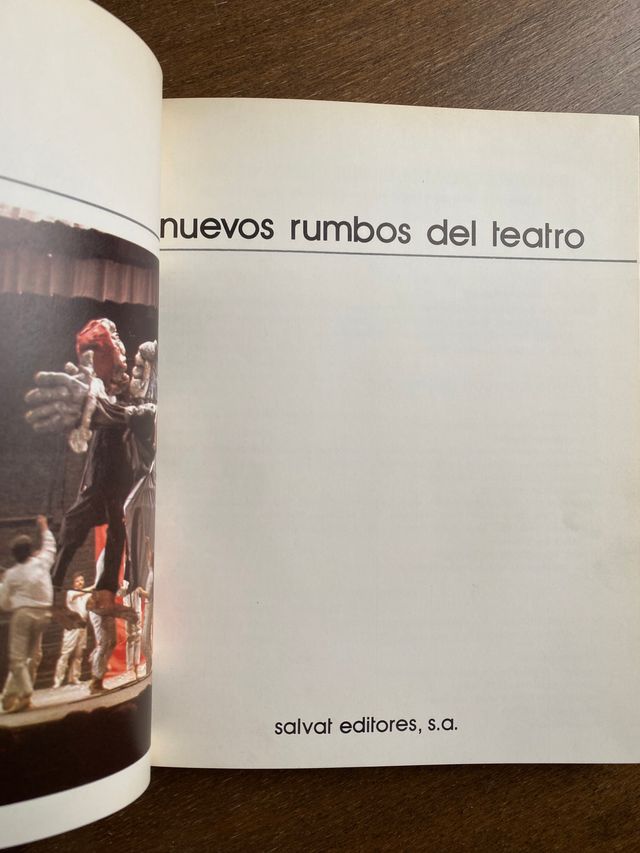 nuevos rumbos del teatro
salvat editores, s.a.